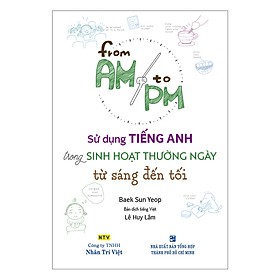 from
AM
to
PM
Sử dụng TIẾNG ANH
trong SINH HOẠT THƯỜNG NGÀY
từ sáng đến tối
Baek Sun Yeop
Bản dịch tiếng Việt
Lê Huy Lâm
NTV
Công ty TNHH
Nhân Trí Việt
NHÀ XUẤT BẢN TỔNG HỢP
THÀNH PHỐ HỒ CHÍ MINH